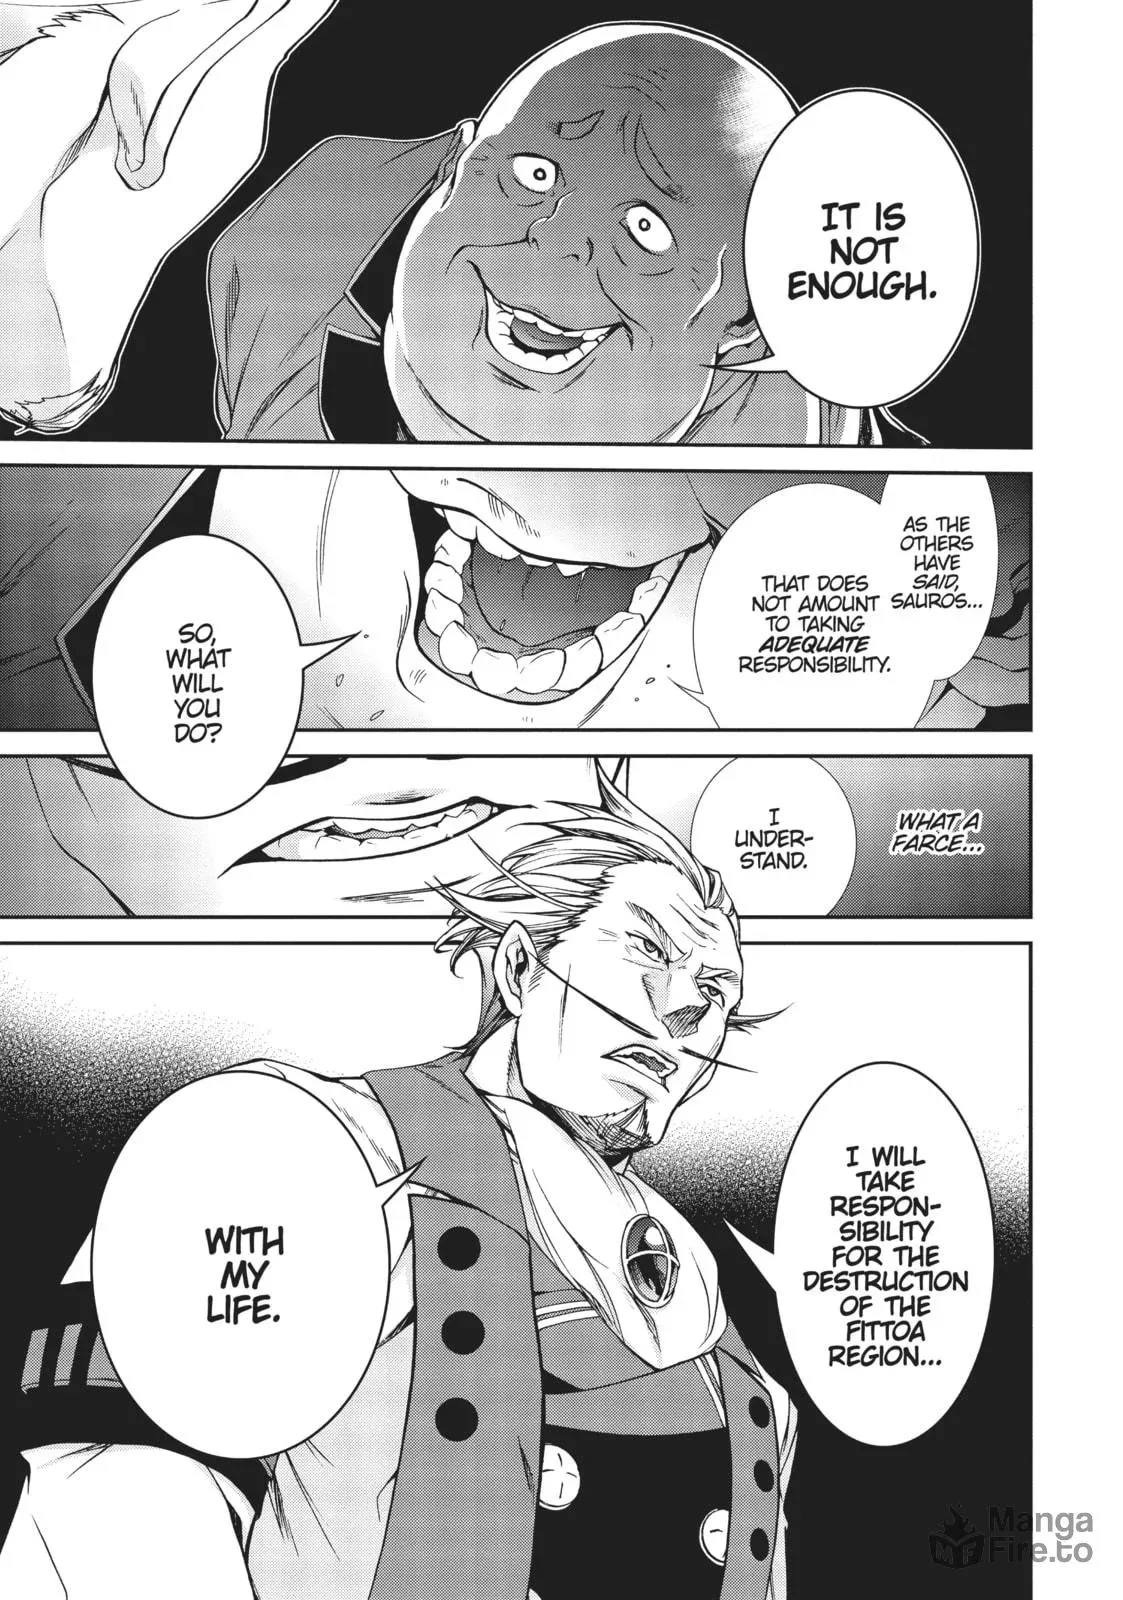 IT IS
NOT
ENOUGH.
AS THE
OTHERS
HAVE
SAID,
SAUROS...
THAT DOES
NOT AMOUNT
TO TAKING
ADEQUATE
RESPONSIBILITY.
SO,
WHAT
WILL
YOU
DO?
WHAT A
FARCE...
I
UNDER-
STAND.
I WILL
TAKE
RESPON-
SIBILITY
FOR THE
DESTRUCTION
OF THE
FITTOA
REGION...
WITH
MY
LIFE.
MF
Manga
Fire.to